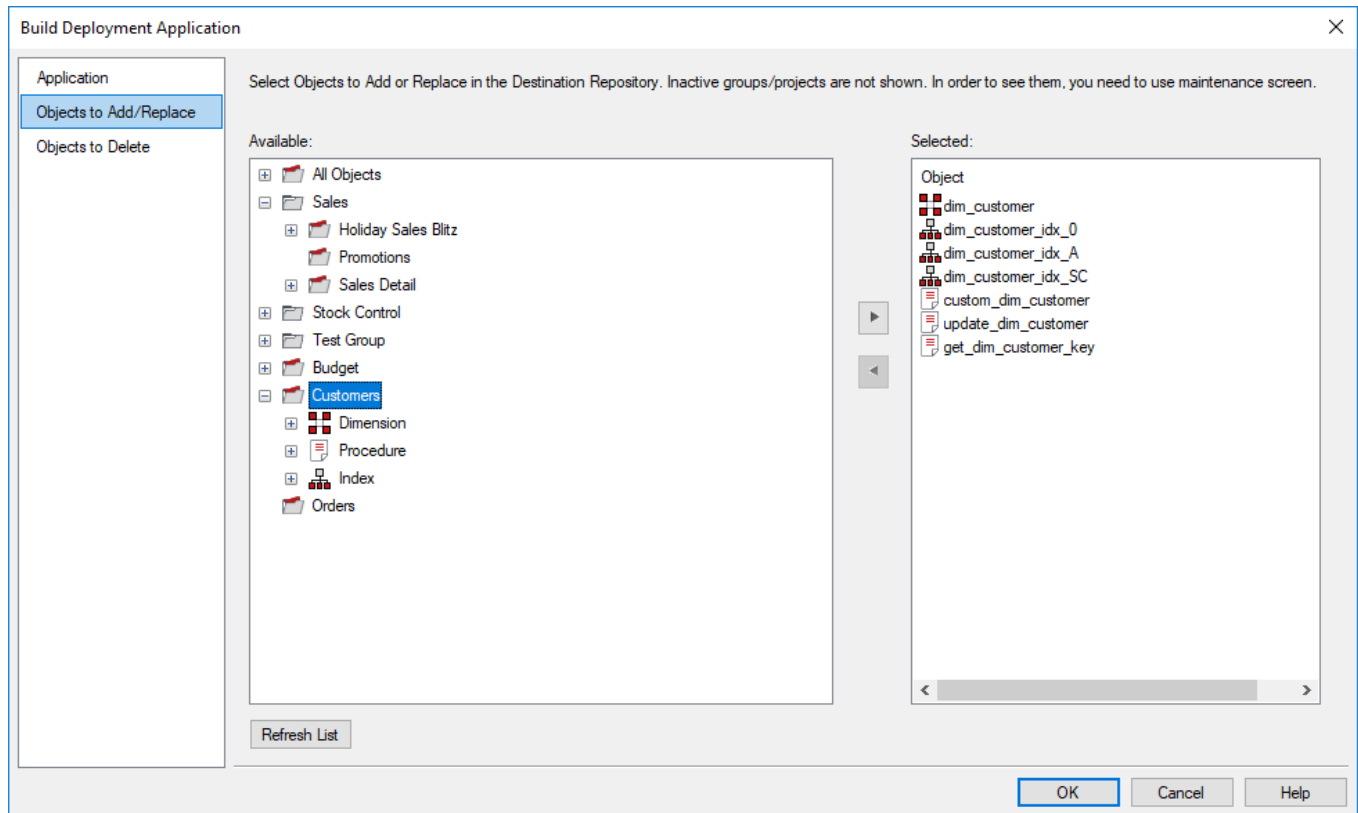 Build Deployment Application
Application
Objects to Add/Replace
Objects to Delete
Select Objects to Add or Replace in the Destination Repository. Inactive groups/projects are not shown. In order to see them, you need to use maintenance screen.
Available:
All Objects
Sales
Holiday Sales Blitz
Promotions
Sales Detail
Stock Control
Test Group
Budget
Customers
Dimension
Procedure
Index
Orders
Refresh List
Selected:
Object
dim_customer
dim_customer_idx_0
dim_customer_idx_A
dim_customer_idx_SC
custom_dim_customer
update_dim_customer
get_dim_customer_key
OK
Cancel
Help